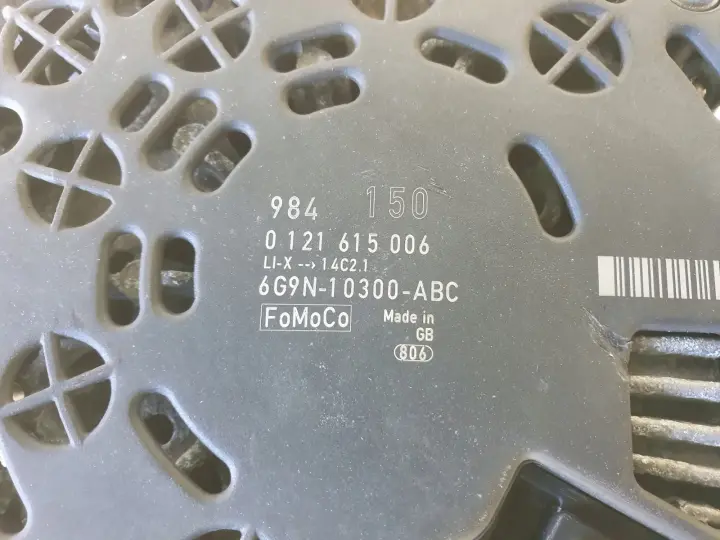 984 150
0 121 615 006
LI-X --> 14C2.1
6G9N-10300-ABC
FoMoCo Made in
GB
806